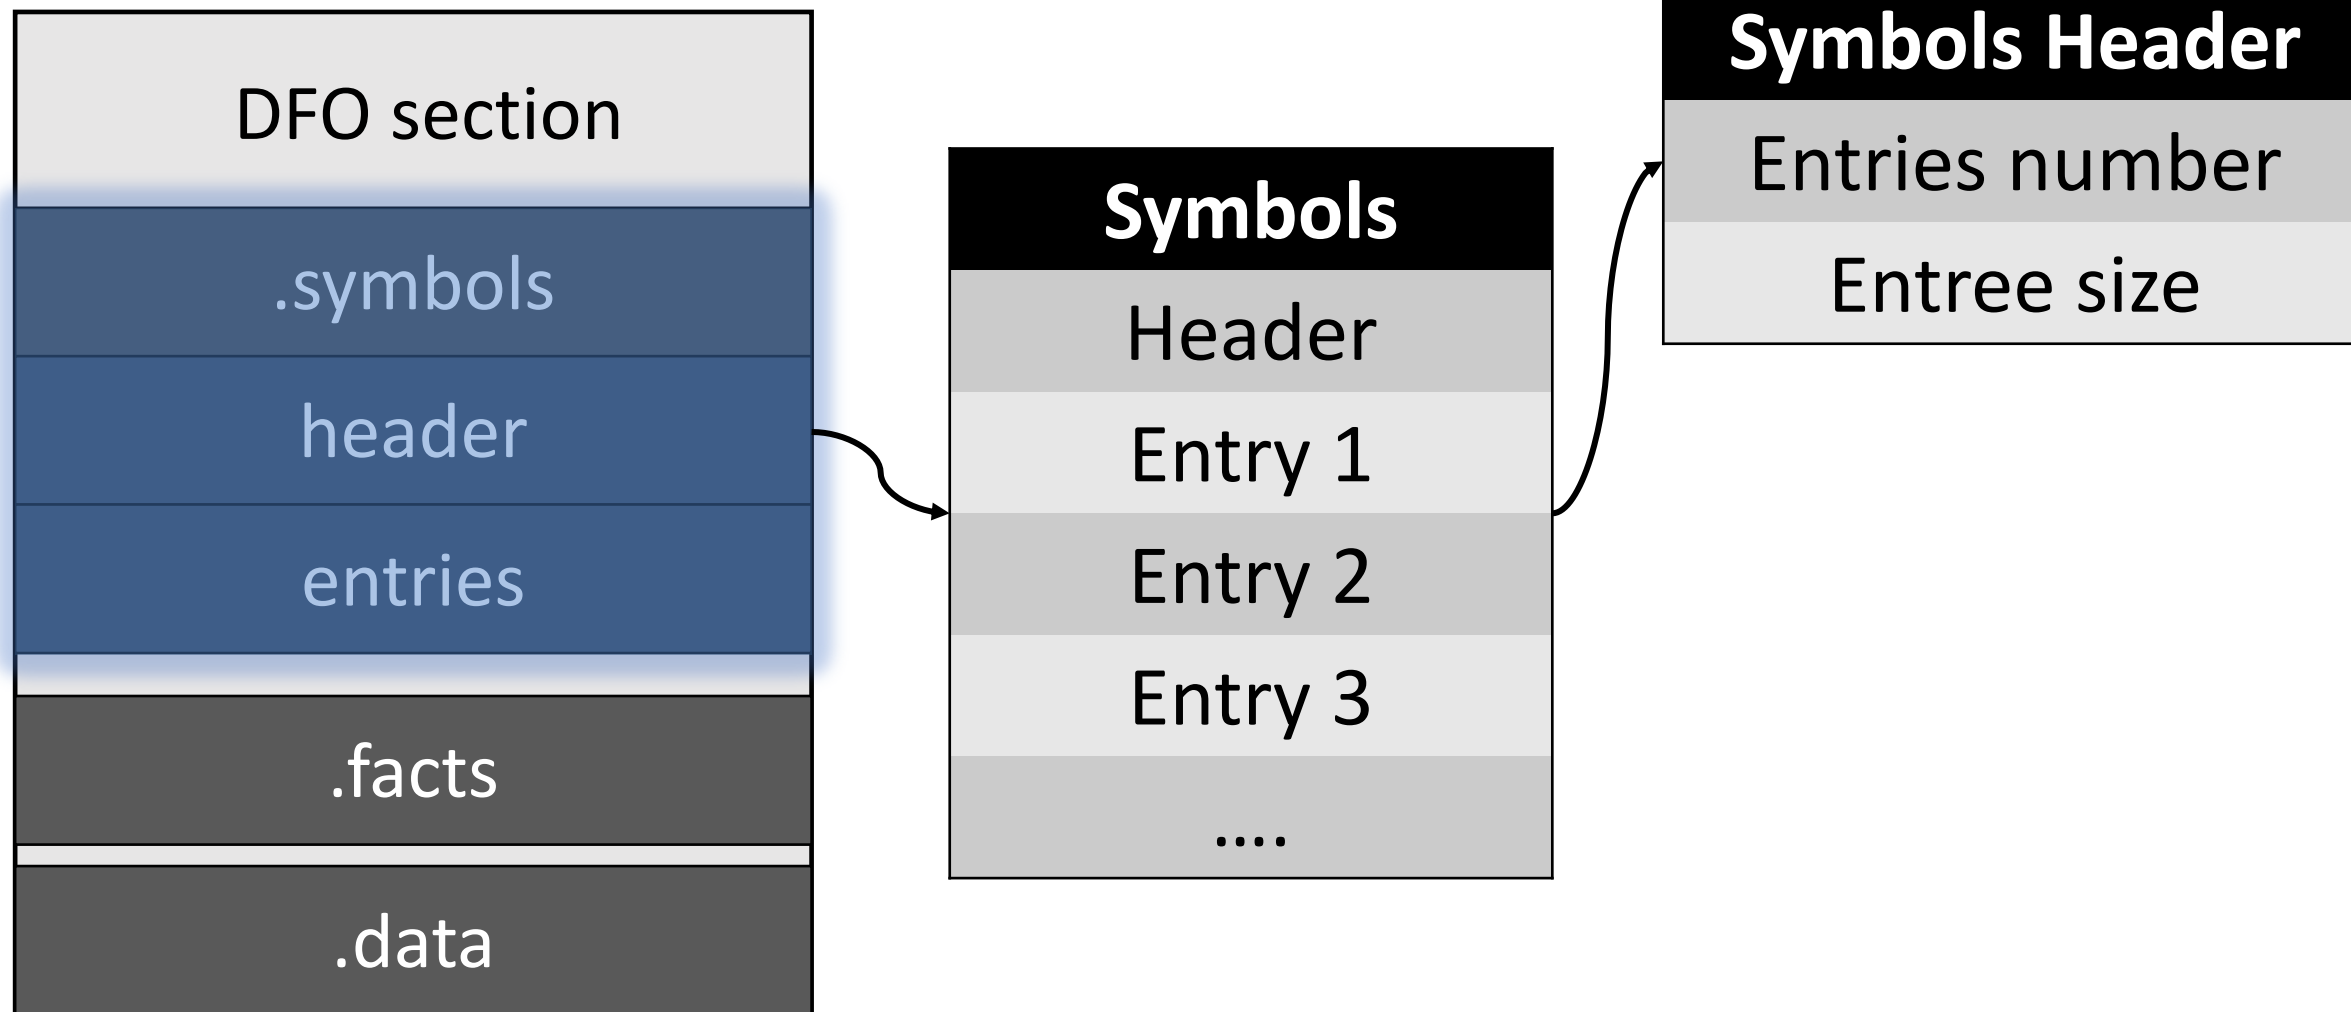 DFO section
.symbols
header
entries
.facts
.data
Symbols
Header
Entry 1
Entry 2
Entry 3
....
Symbols Header
Entries number
Entree size